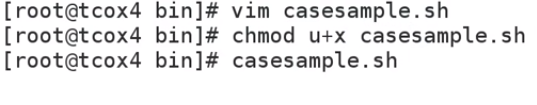 [root@tcox4 bin]# vim casesample.sh
[root@tcox4 bin]# chmod u+x casesample.sh
[root@tcox4 bin]# casesample.sh